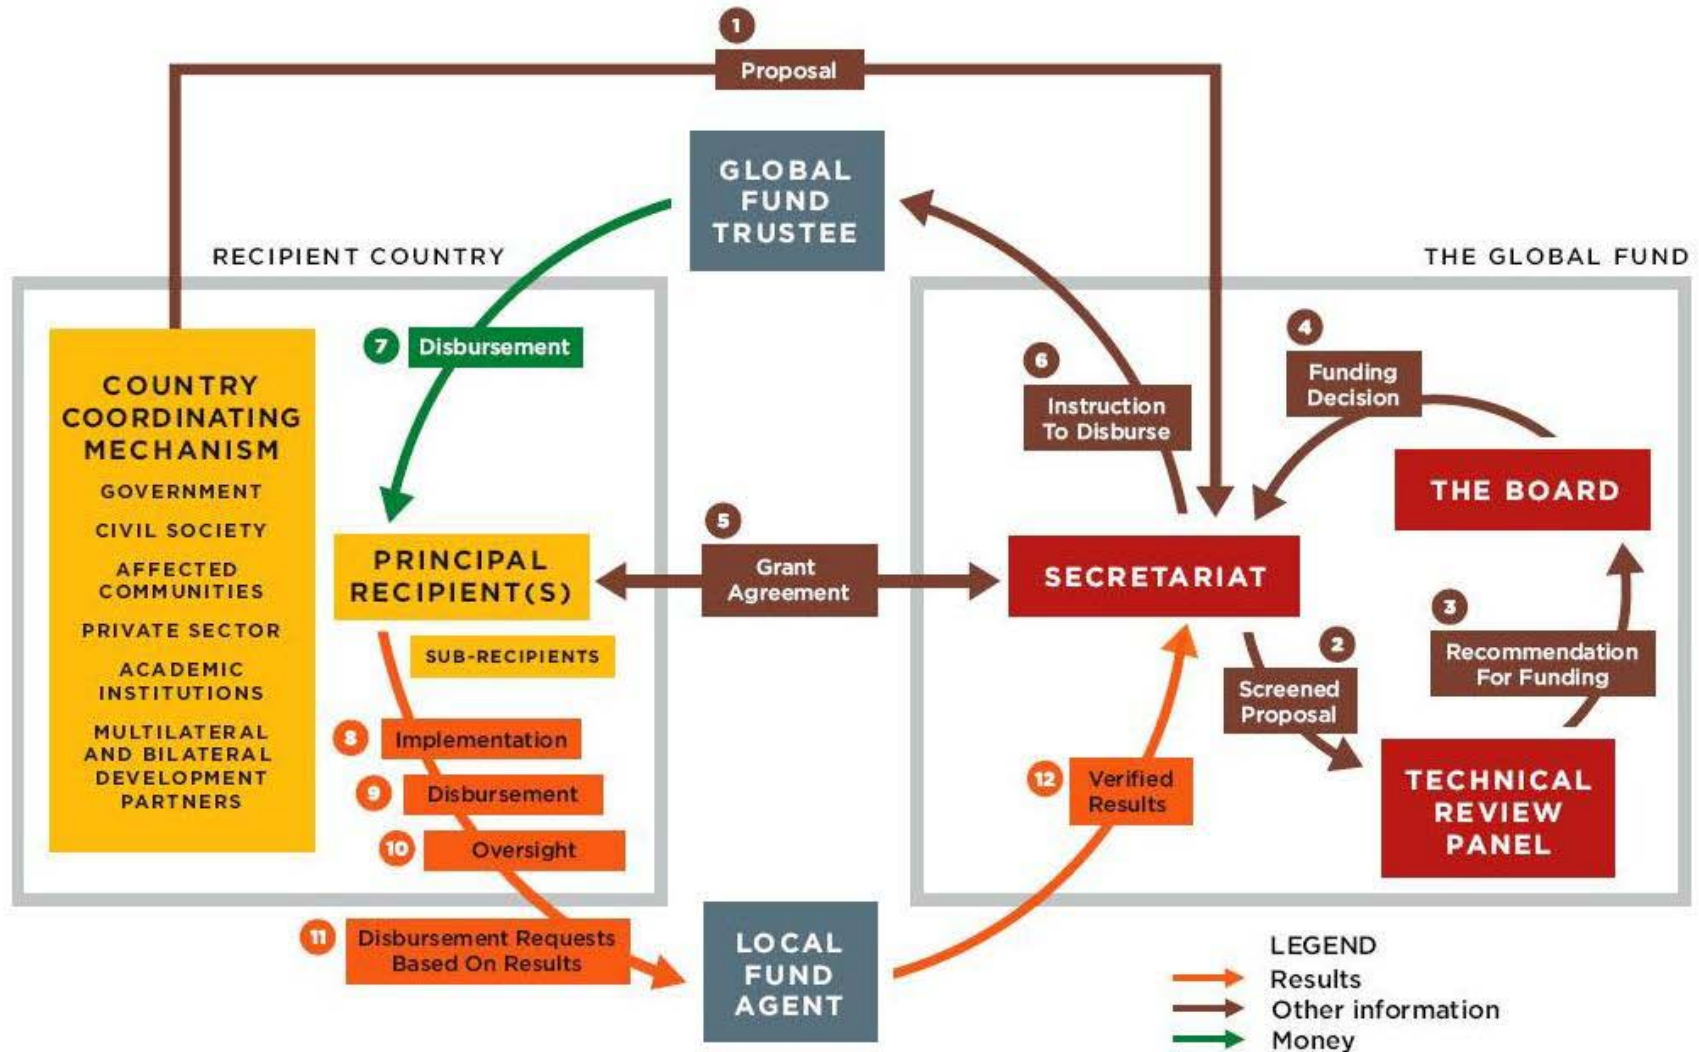 1
Proposal
GLOBAL
FUND
TRUSTEE
RECIPIENT COUNTRY
THE GLOBAL FUND
COUNTRY
COORDINATING
MECHANISM
GOVERNMENT
CIVIL SOCIETY
AFFECTED
COMMUNITIES
PRIVATE SECTOR
ACADEMIC
INSTITUTIONS
MULTILATERAL
AND BILATERAL
DEVELOPMENT
PARTNERS
7
Disbursement
PRINCIPAL
RECIPIENT(S)
SUB-RECIPIENTS
8
Implementation
9
Disbursement
10
Oversight
11
Disbursement Requests
Based On Results
5
Grant
Agreement
LOCAL
FUND
AGENT
6
Instruction
To Disburse
4
Funding
Decision
THE BOARD
SECRETARIAT
3
Recommendation
For Funding
2
Screened
Proposal
TECHNICAL
REVIEW
PANEL
12
Verified
Results
LEGEND
Results
Other information
Money